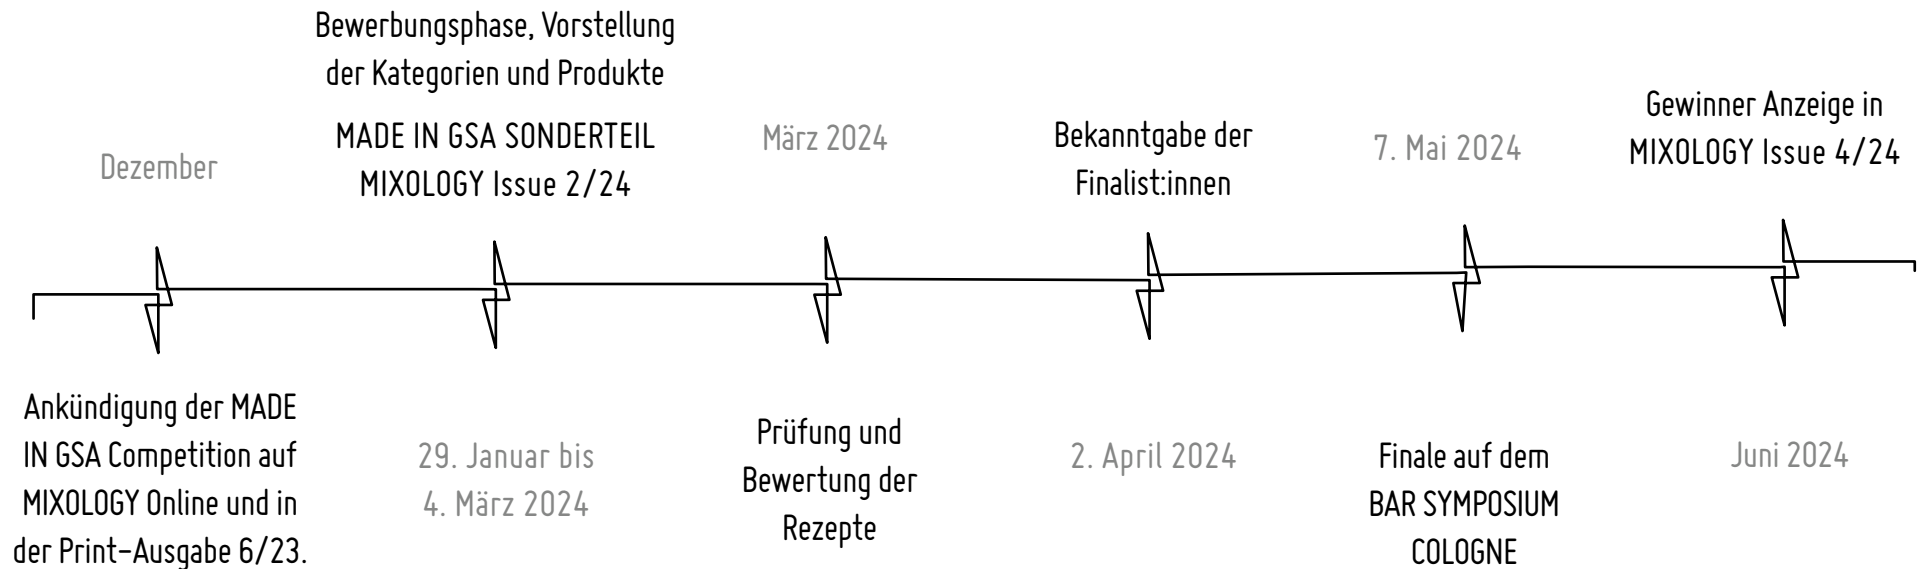 Dezember
Ankündigung der MADE
IN GSA Competition auf
MIXOLOGY Online und in
der Print-Ausgabe 6/23.
Bewerbungsphase, Vorstellung
der Kategorien und Produkte
MADE IN GSA SONDERTEIL
MIXOLOGY Issue 2/24
29. Januar bis
4. März 2024
März 2024
Prüfung und
Bewertung der
Rezepte
Bekanntgabe der
Finalist:innen
2. April 2024
7. Mai 2024
Finale auf dem
BAR SYMPOSIUM
COLOGNE
Gewinner Anzeige in
MIXOLOGY Issue 4/24
Juni 2024